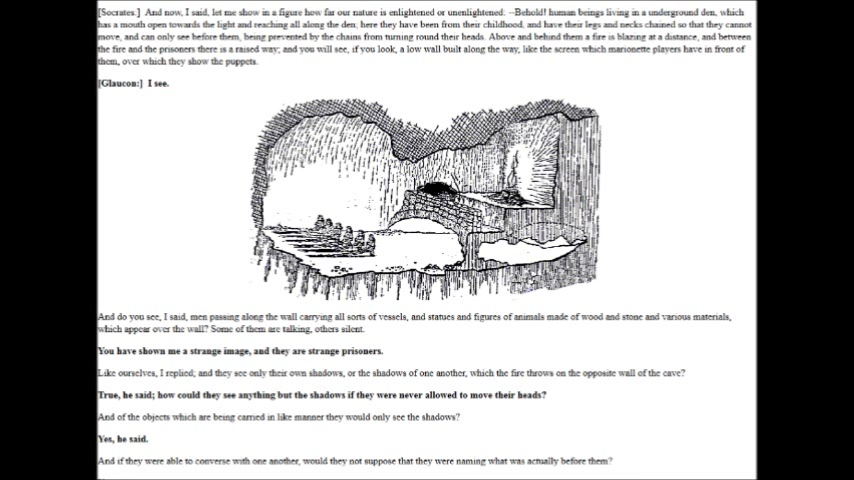 [Socrates.]  And now, I said, let me show in a figure how far our nature is enlightened or unenlightened: --Behold! human beings living in a underground den, which
has a mouth open towards the light and reaching all along the den; here they have been from their childhood, and have their legs and necks chained so that they cannot
move, and can only see before them, being prevented by the chains from turning round their heads. Above and behind them a fire is blazing at a distance, and between
the fire and the prisoners there is a raised way; and you will see, if you look, a low wall built along the way, like the screen which marionette players have in front of
them, over which they show the puppets.
[Glaucon:]  I see.
And do you see, I said, men passing along the wall carrying all sorts of vessels, and statues and figures of animals made of wood and stone and various materials,
which appear over the wall? Some of them are talking, others silent.
You have shown me a strange image, and they are strange prisoners.
Like ourselves, I replied; and they see only their own shadows, or the shadows of one another, which the fire throws on the opposite wall of the cave?
True, he said; how could they see anything but the shadows if they were never allowed to move their heads?
And of the objects which are being carried in like manner they would only see the shadows?
Yes, he said.
And if they were able to converse with one another, would they not suppose that they were naming what was actually before them?